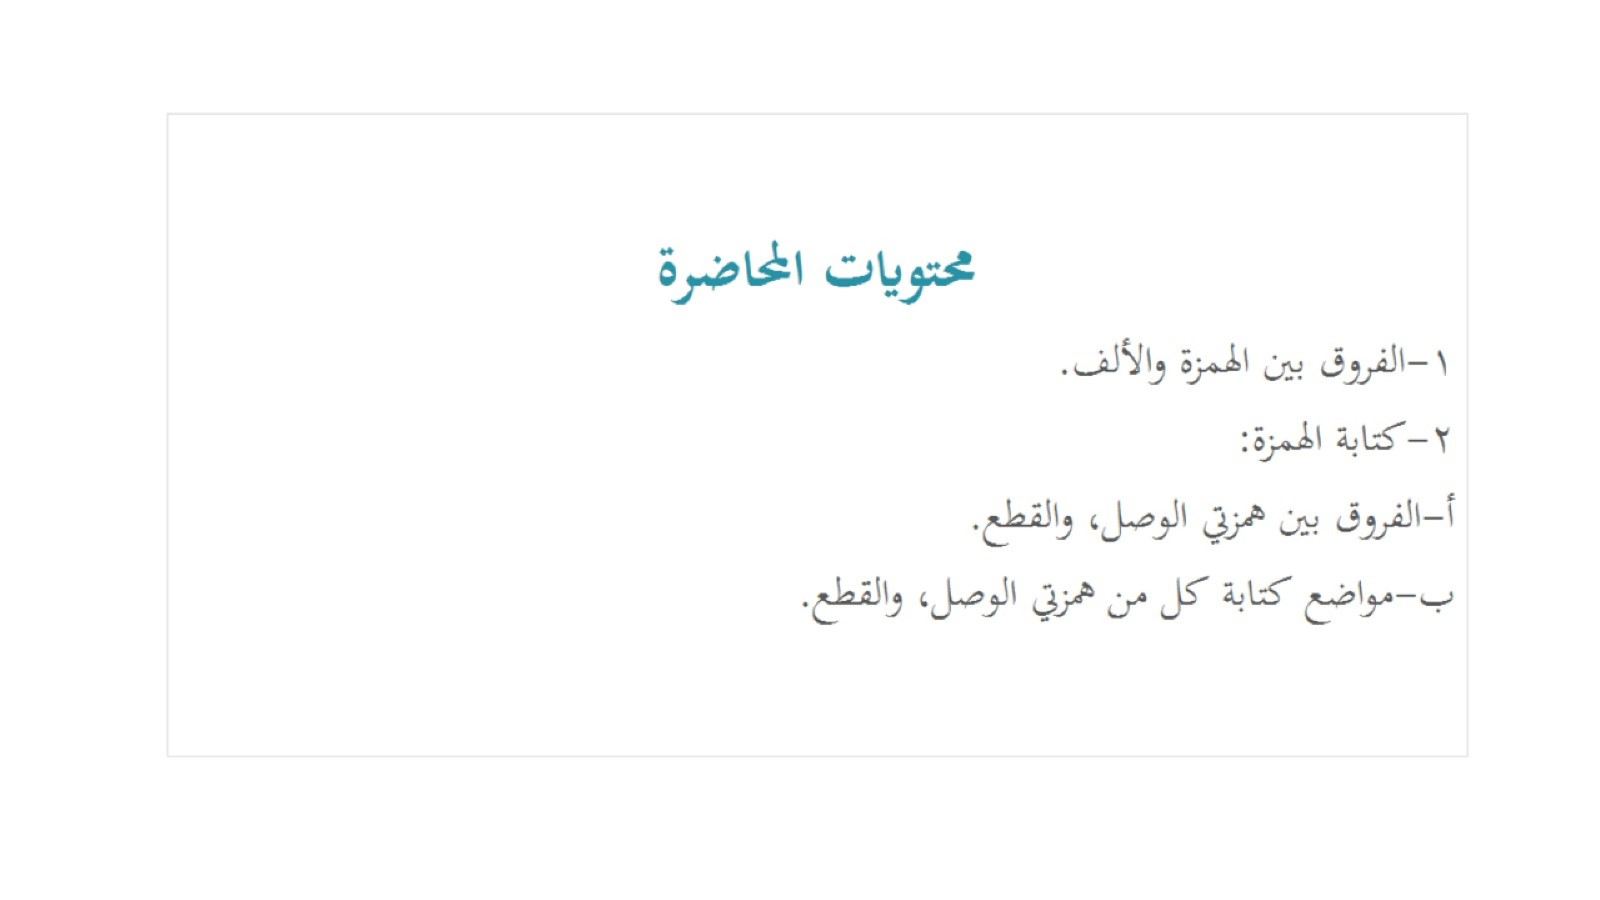 محتويات المحاضرة
١-الفروق بين الهمزة والألف.
٢-كتابة الهمزة:
أ-الفروق بين همزتي الوصل، والقطع.
ب-مواضع كتابة كل من همزتي الوصل، والقطع.